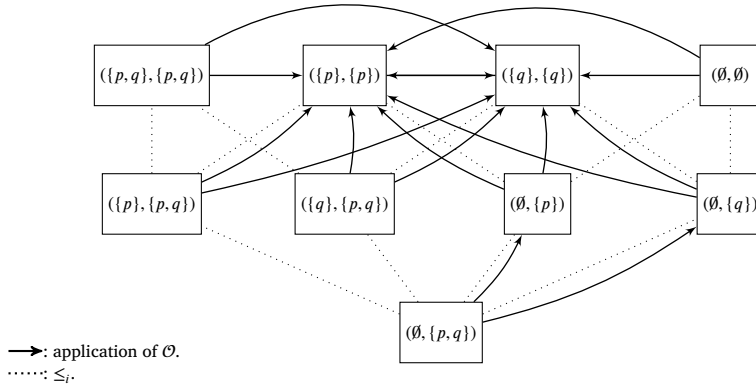 ({p,q},{p,q}) ({p},{p}) ({q},{q}) (∅,∅)
({p},{p,q}) ({q},{p,q}) (∅,{p}) (∅,{q})
(∅,{p,q})
: application of 𝒪.
: ≤ᵢ.